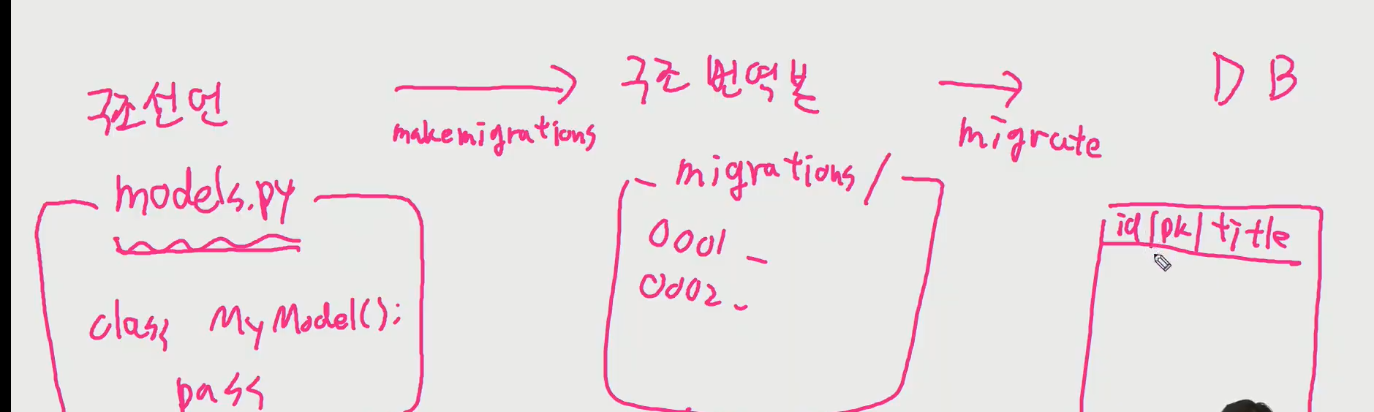 구조선언
makemigrations
구조 번역본
migrate
DB
models.py
class MyModel():
pass
migrations/
0001_
0002_
id|pk|title